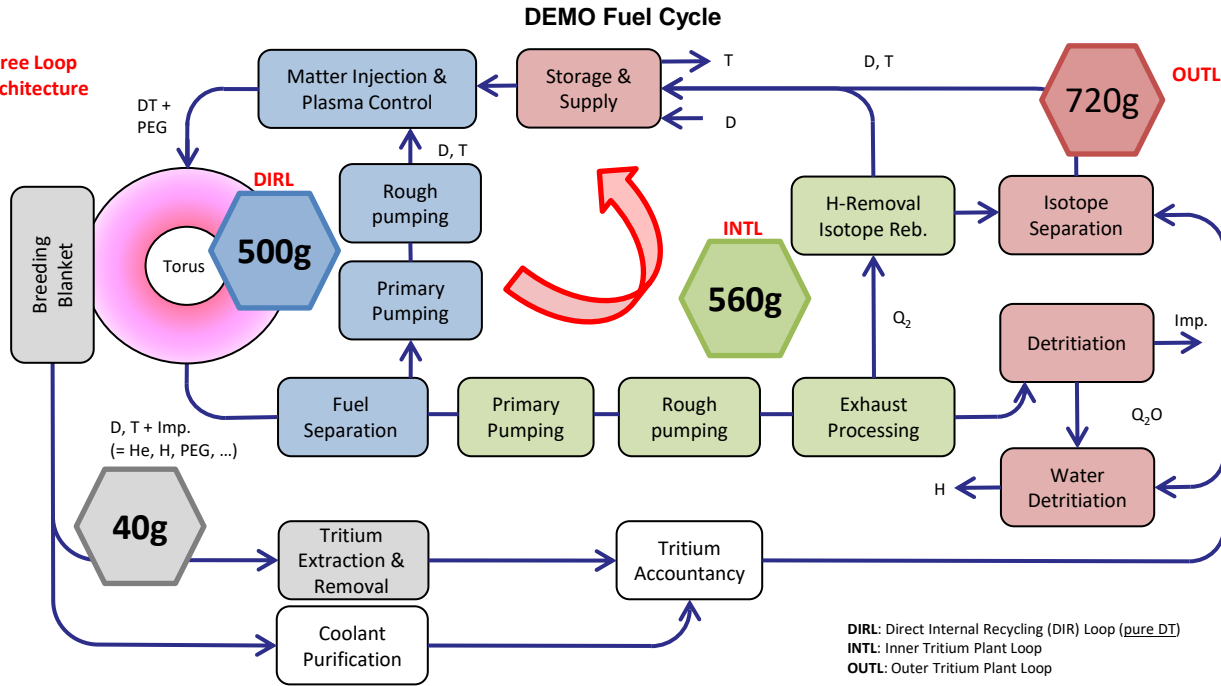 DEMO Fuel Cycle
ree Loop
chitecture
DT +
PEG
Matter Injection &
Plasma Control
Storage &
Supply
T
D
D, T
720g
OUTL
D, T
Rough
pumping
DIRL
500g
Torus
Breeding
Blanket
Primary
Pumping
INTL
560g
H-Removal
Isotope Reb.
Isotope
Separation
Q2
Detritiation
Imp.
Fuel
Separation
Primary
Pumping
Rough
pumping
Exhaust
Processing
Q2O
D, T + Imp.
(= He, H, PEG, ...)
40g
H
Water
Detritiation
Tritium
Extraction &
Removal
Tritium
Accountancy
Coolant
Purification
DIRL: Direct Internal Recycling (DIR) Loop (pure DT)
INTL: Inner Tritium Plant Loop
OUTL: Outer Tritium Plant Loop